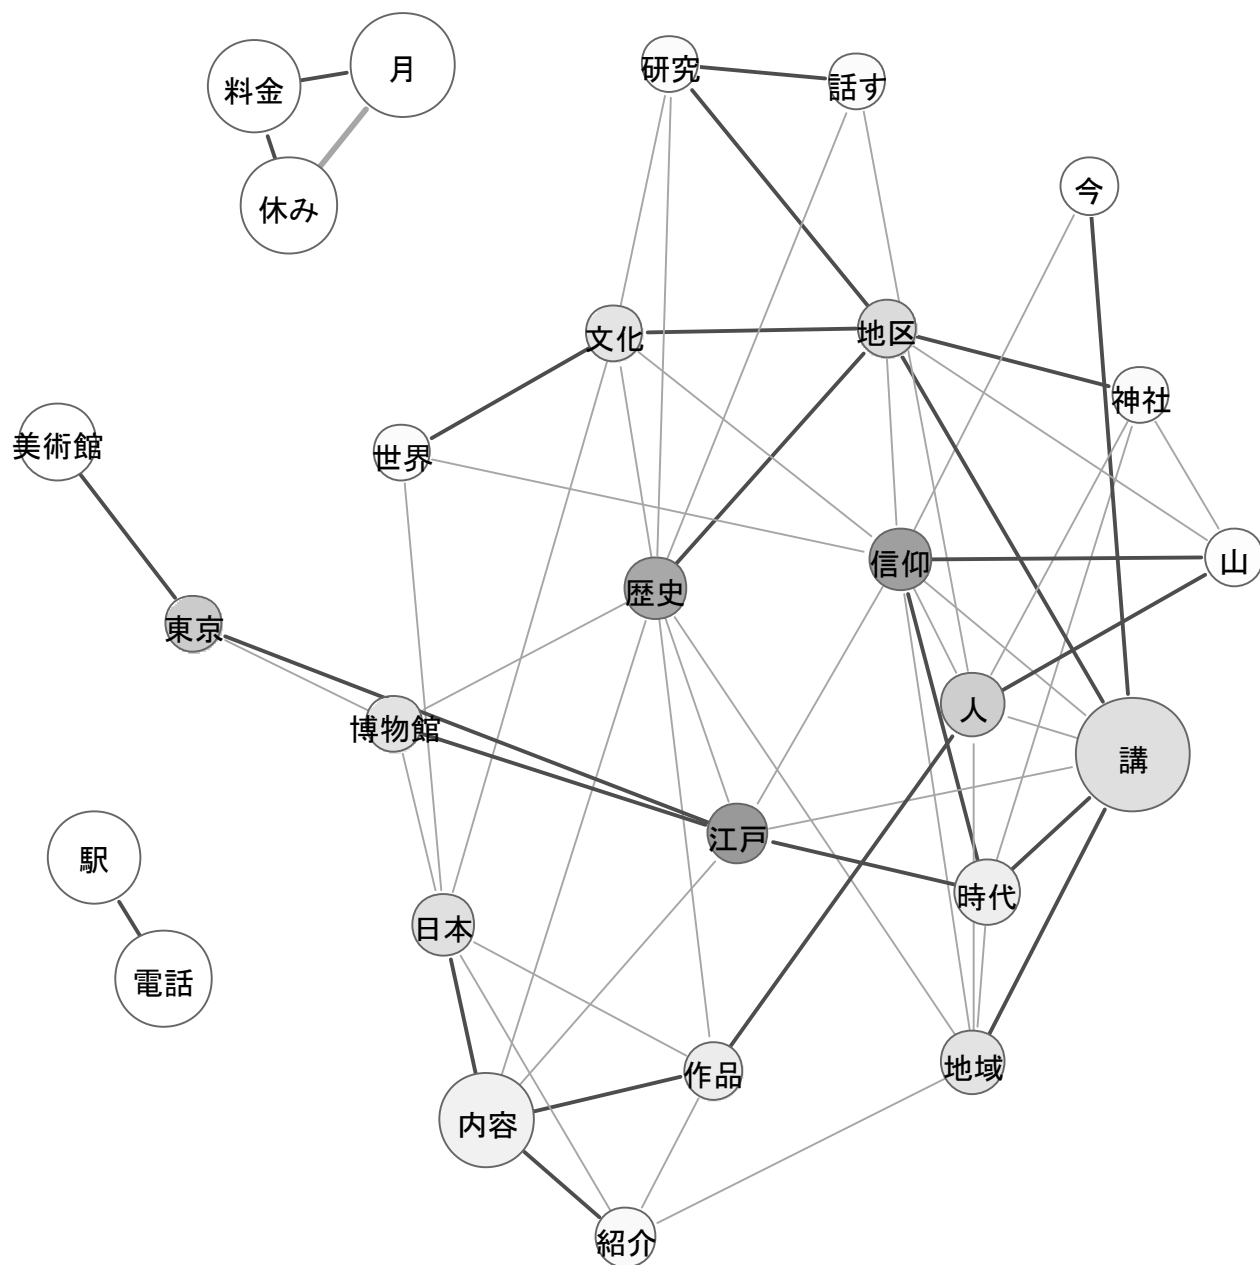 月
料金
休み
研究
話す
今
文化
地区
神社
美術館
世界
信仰
山
歴史
東京
人
博物館
講
江戸
駅
時代
日本
電話
地域
作品
内容
紹介